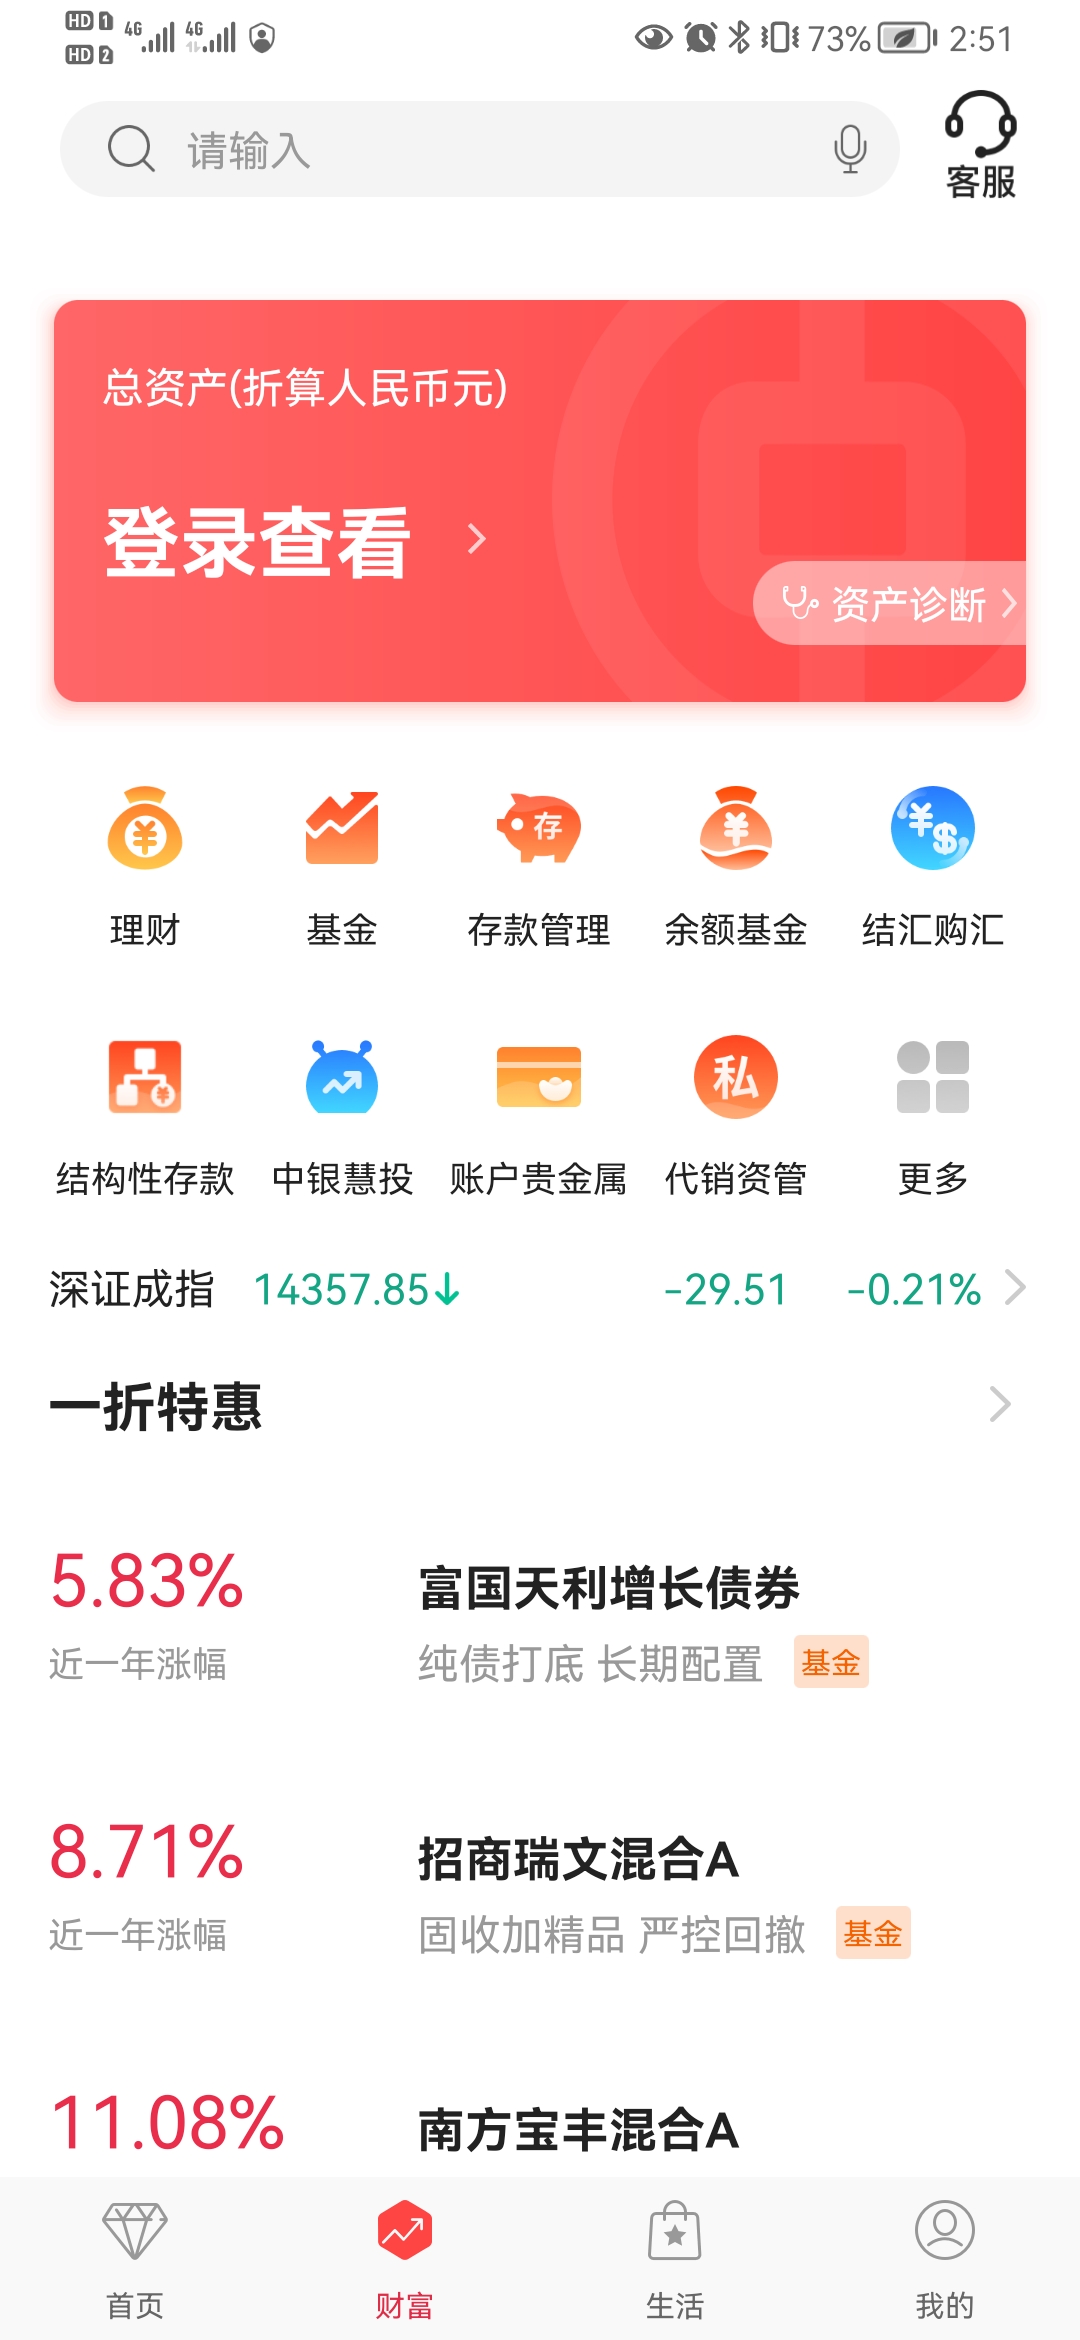 HD 1 4G 4G 73% 2:51
HD 2
请输入
客服
总资产(折算人民币元)
登录查看
资产诊断
存
私
理财 基金 存款管理 余额基金 结汇购汇
结构性存款 中银慧投 账户贵金属 代销资管 更多
深证成指 14357.85↓ -29.51 -0.21%
一折特惠
5.83% 富国天利增长债券
近一年涨幅 纯债打底 长期配置 基金
8.71% 招商瑞文混合A
近一年涨幅 固收加精品 严控回撤 基金
11.08% 南方宝丰混合A
首页 财富 生活 我的